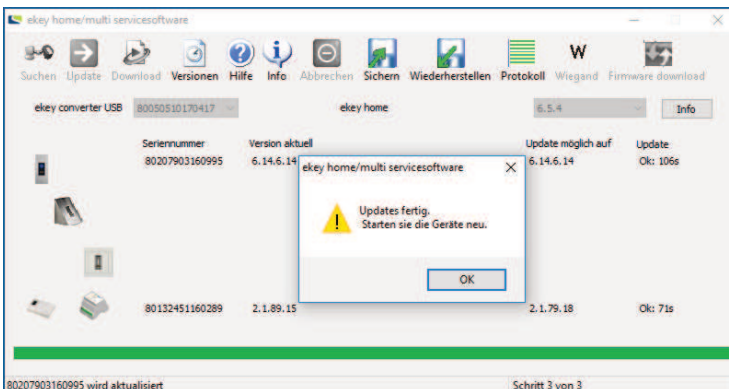 ekey home/multi servicesoftware
Suchen Update Download Versionen Hilfe Info Abbrechen Sichern Wiederherstellen Protokoll Wiegand Firmware download
ekey converter USB 80050510170417 ekey home 6.5.4 Info
Seriennummer Version aktuell Update möglich auf Update
80207903160995 6.14.6.14 6.14.6.14 Ok: 106s
ekey home/multi servicesoftware
Updates fertig.
Starten sie die Geräte neu.
OK
80132451160289 2.1.89.15 2.1.79.18 Ok: 71s
80207903160995 wird aktualisiert Schritt 3 von 3